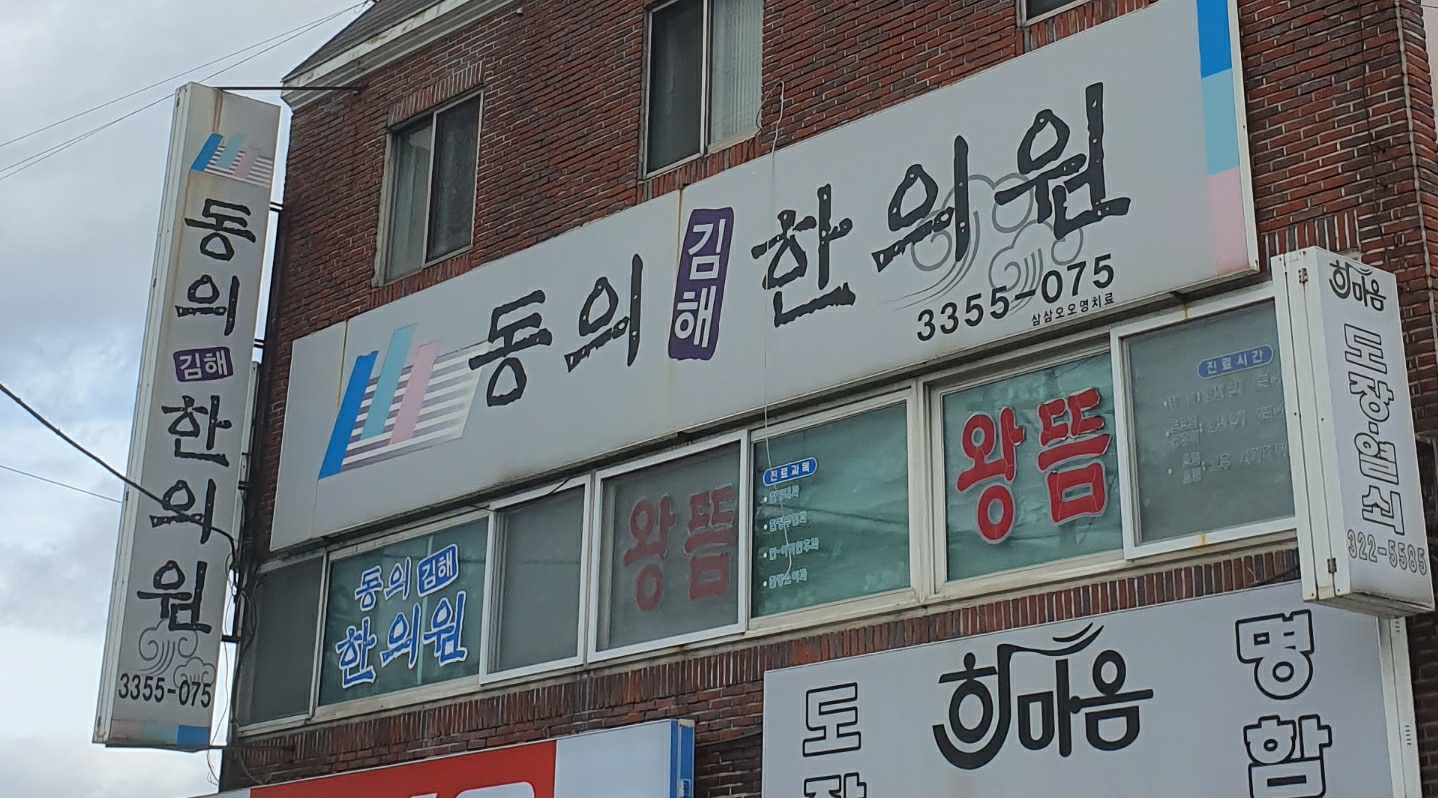 동의
김해
한의원
3355-075
동의 김해 한의원
3355-075
삼삼오오명치료
동의 김해
한의원
왕뜸
진료과목
왕뜸
진료시간
히마음
도장·열쇠
322-5585
히마음
도장
명함